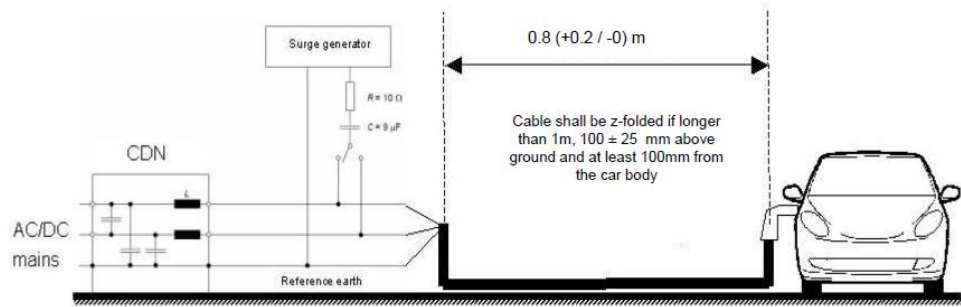 Surge generator
0.8 (+0.2 / -0) m
R = 10 Ω
C = 9 µF
Cable shall be z-folded if longer
than 1m, 100 ± 25 mm above
ground and at least 100mm from
the car body
CDN
L
AC/DC
mains
Reference earth